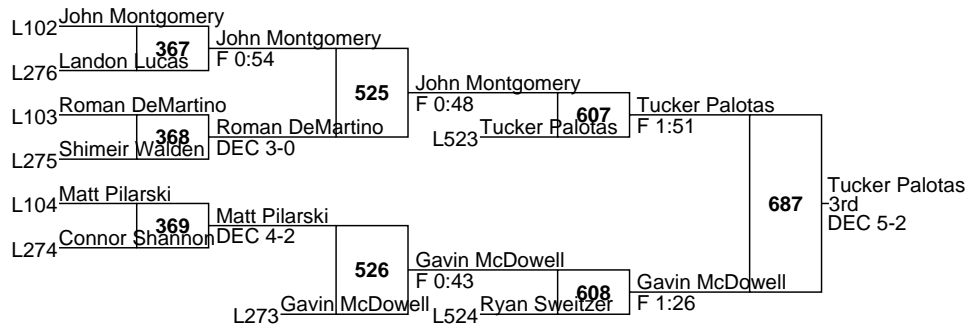 L102 John Montgomery
367 John Montgomery
F 0:54
L276 Landon Lucas
525 John Montgomery
F 0:48
L103 Roman DeMartino
368 Roman DeMartino
DEC 3-0
L275 Shimeir Walden
607 Tucker Palotas
F 1:51
L523 Tucker Palotas
L104 Matt Pilarski
369 Matt Pilarski
DEC 4-2
L274 Connor Shannon
687 Tucker Palotas
3rd
DEC 5-2
526 Gavin McDowell
F 0:43
L273 Gavin McDowell
608 Gavin McDowell
F 1:26
L524 Ryan Sweitzer